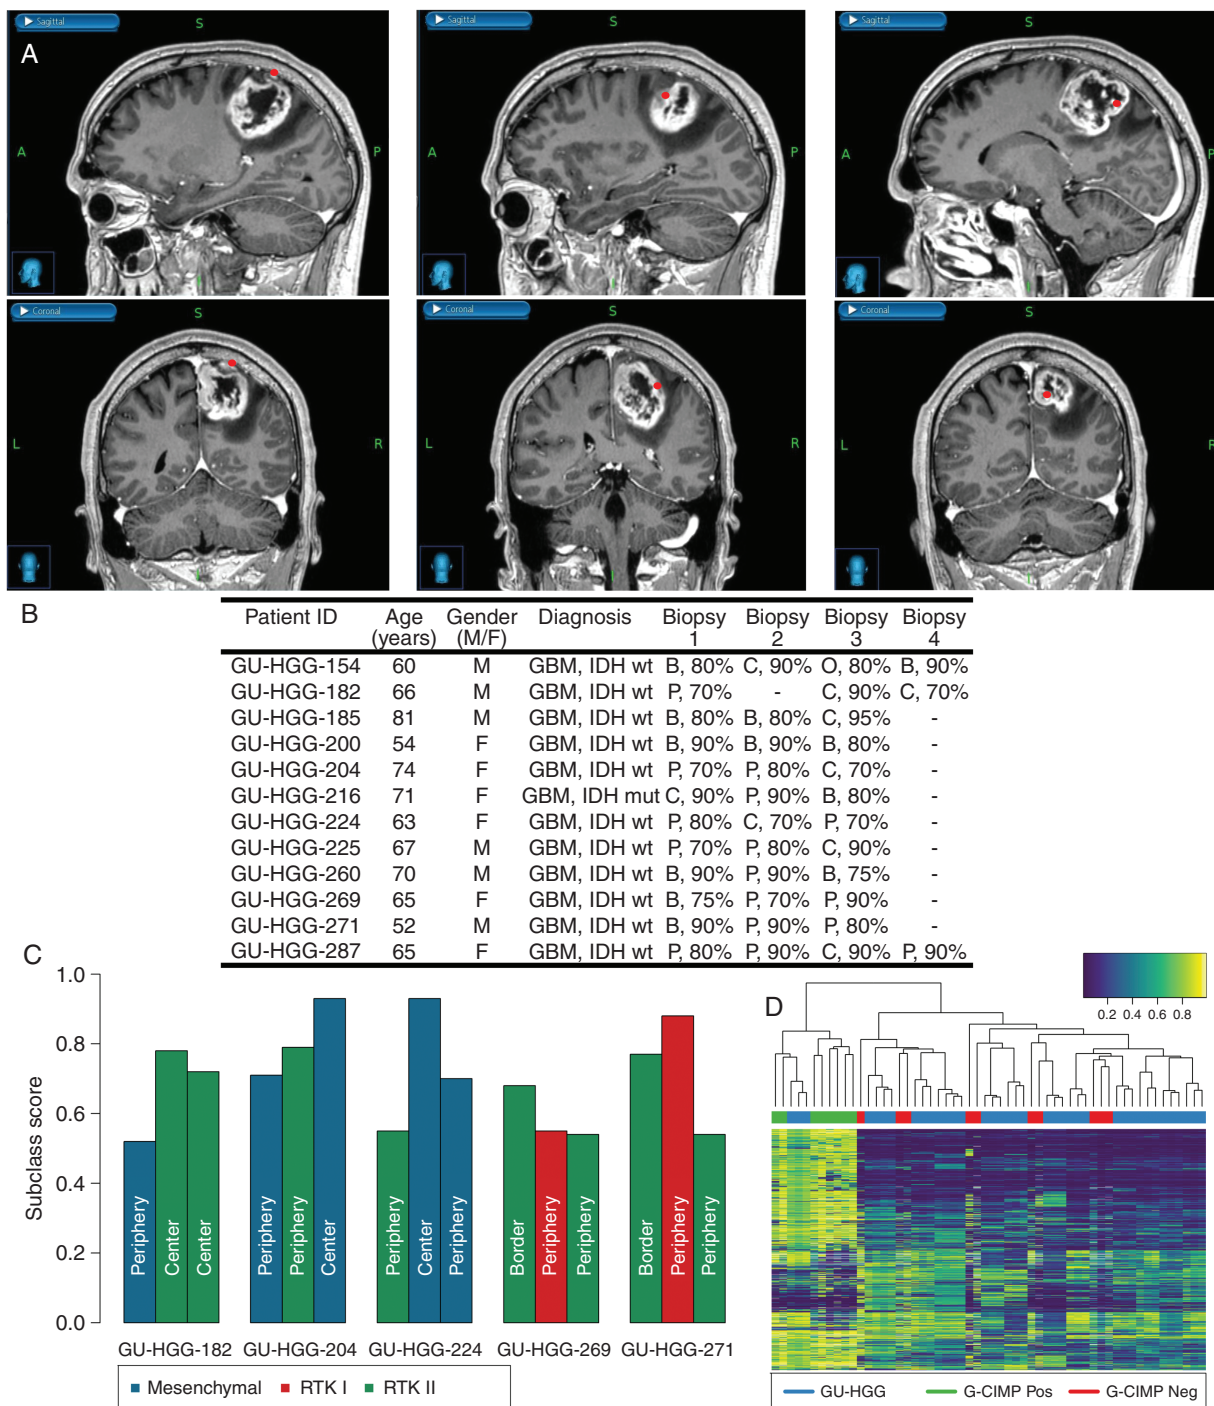 A
Sagittal
S
A
P
I
Sagittal
S
A
P
I
Sagittal
S
A
P
I
Coronal
S
L
R
I
Coronal
S
L
R
I
Coronal
S
L
R
I
B
Patient ID Age (years) Gender (M/F) Diagnosis Biopsy 1 Biopsy 2 Biopsy 3 Biopsy 4
GU-HGG-154 60 M GBM, IDH wt B, 80% C, 90% O, 80% B, 90%
GU-HGG-182 66 M GBM, IDH wt P, 70% - C, 90% C, 70%
GU-HGG-185 81 M GBM, IDH wt B, 80% B, 80% C, 95% -
GU-HGG-200 54 F GBM, IDH wt B, 90% B, 90% B, 80% -
GU-HGG-204 74 F GBM, IDH wt P, 70% P, 80% C, 70% -
GU-HGG-216 71 F GBM, IDH mut C, 90% P, 90% B, 80% -
GU-HGG-224 63 F GBM, IDH wt P, 80% C, 70% P, 70% -
GU-HGG-225 67 M GBM, IDH wt P, 70% P, 80% C, 90% -
GU-HGG-260 70 M GBM, IDH wt B, 90% P, 90% B, 75% -
GU-HGG-269 65 F GBM, IDH wt B, 75% P, 70% P, 90% -
GU-HGG-271 52 M GBM, IDH wt B, 90% P, 90% P, 80% -
GU-HGG-287 65 F GBM, IDH wt P, 80% P, 90% C, 90% P, 90%
C
Subclass score
1.0
0.8
0.6
0.4
0.2
0.0
Periphery
Center
Center
Periphery
Periphery
Center
Periphery
Center
Periphery
Border
Periphery
Periphery
Border
Periphery
Periphery
GU-HGG-182 GU-HGG-204 GU-HGG-224 GU-HGG-269 GU-HGG-271
Mesenchymal RTK I RTK II
D
0.2 0.4 0.6 0.8
GU-HGG G-CIMP Pos G-CIMP Neg